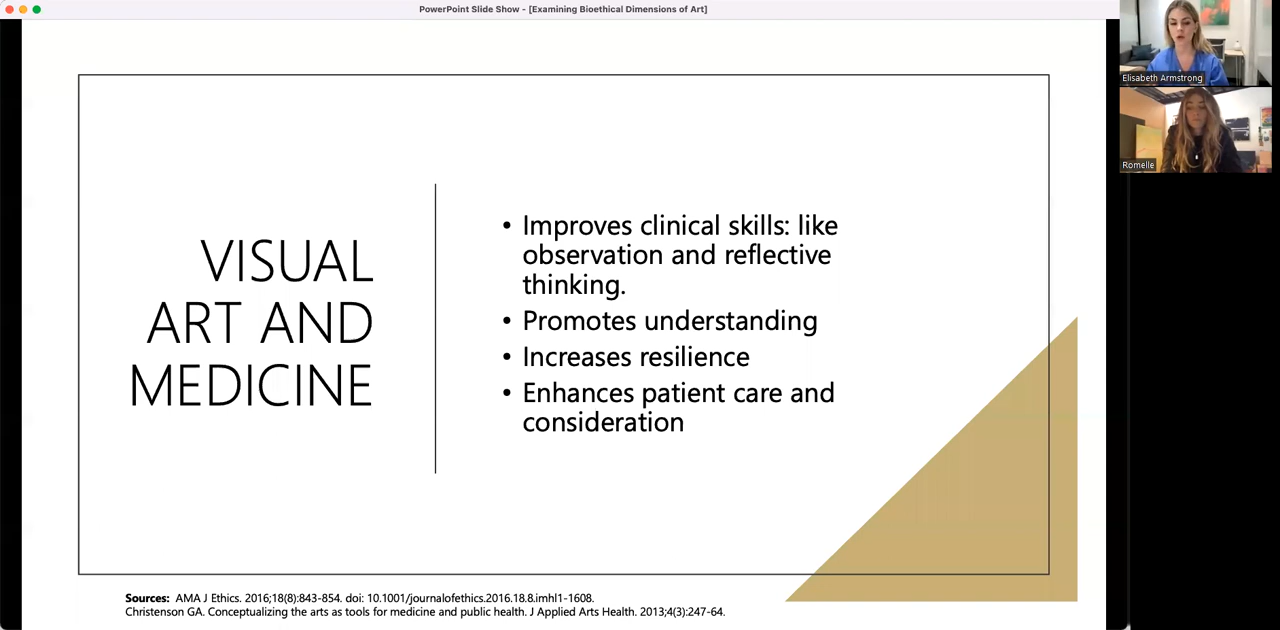 PowerPoint Slide Show - [Examining Bioethical Dimensions of Art]
Elisabeth Armstrong
Romelle
VISUAL
ART AND
MEDICINE
• Improves clinical skills: like
observation and reflective
thinking.
• Promotes understanding
• Increases resilience
• Enhances patient care and
consideration
Sources: AMA J Ethics. 2016;18(8):843-854. doi: 10.1001/journalofethics.2016.18.8.imhl1-1608.
Christenson GA. Conceptualizing the arts as tools for medicine and public health. J Applied Arts Health. 2013;4(3):247-64.